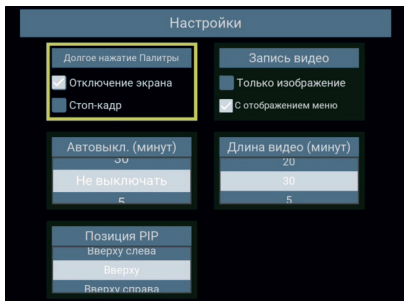 Настройки
Долгое нажатие Палитры
Отключение экрана
Стоп-кадр
Запись видео
Только изображение
С отображением меню
Автовыкл. (минут)
30
Не выключать
5
Длина видео (минут)
20
30
5
Позиция PIP
Вверху слева
Вверху
Вверху справа